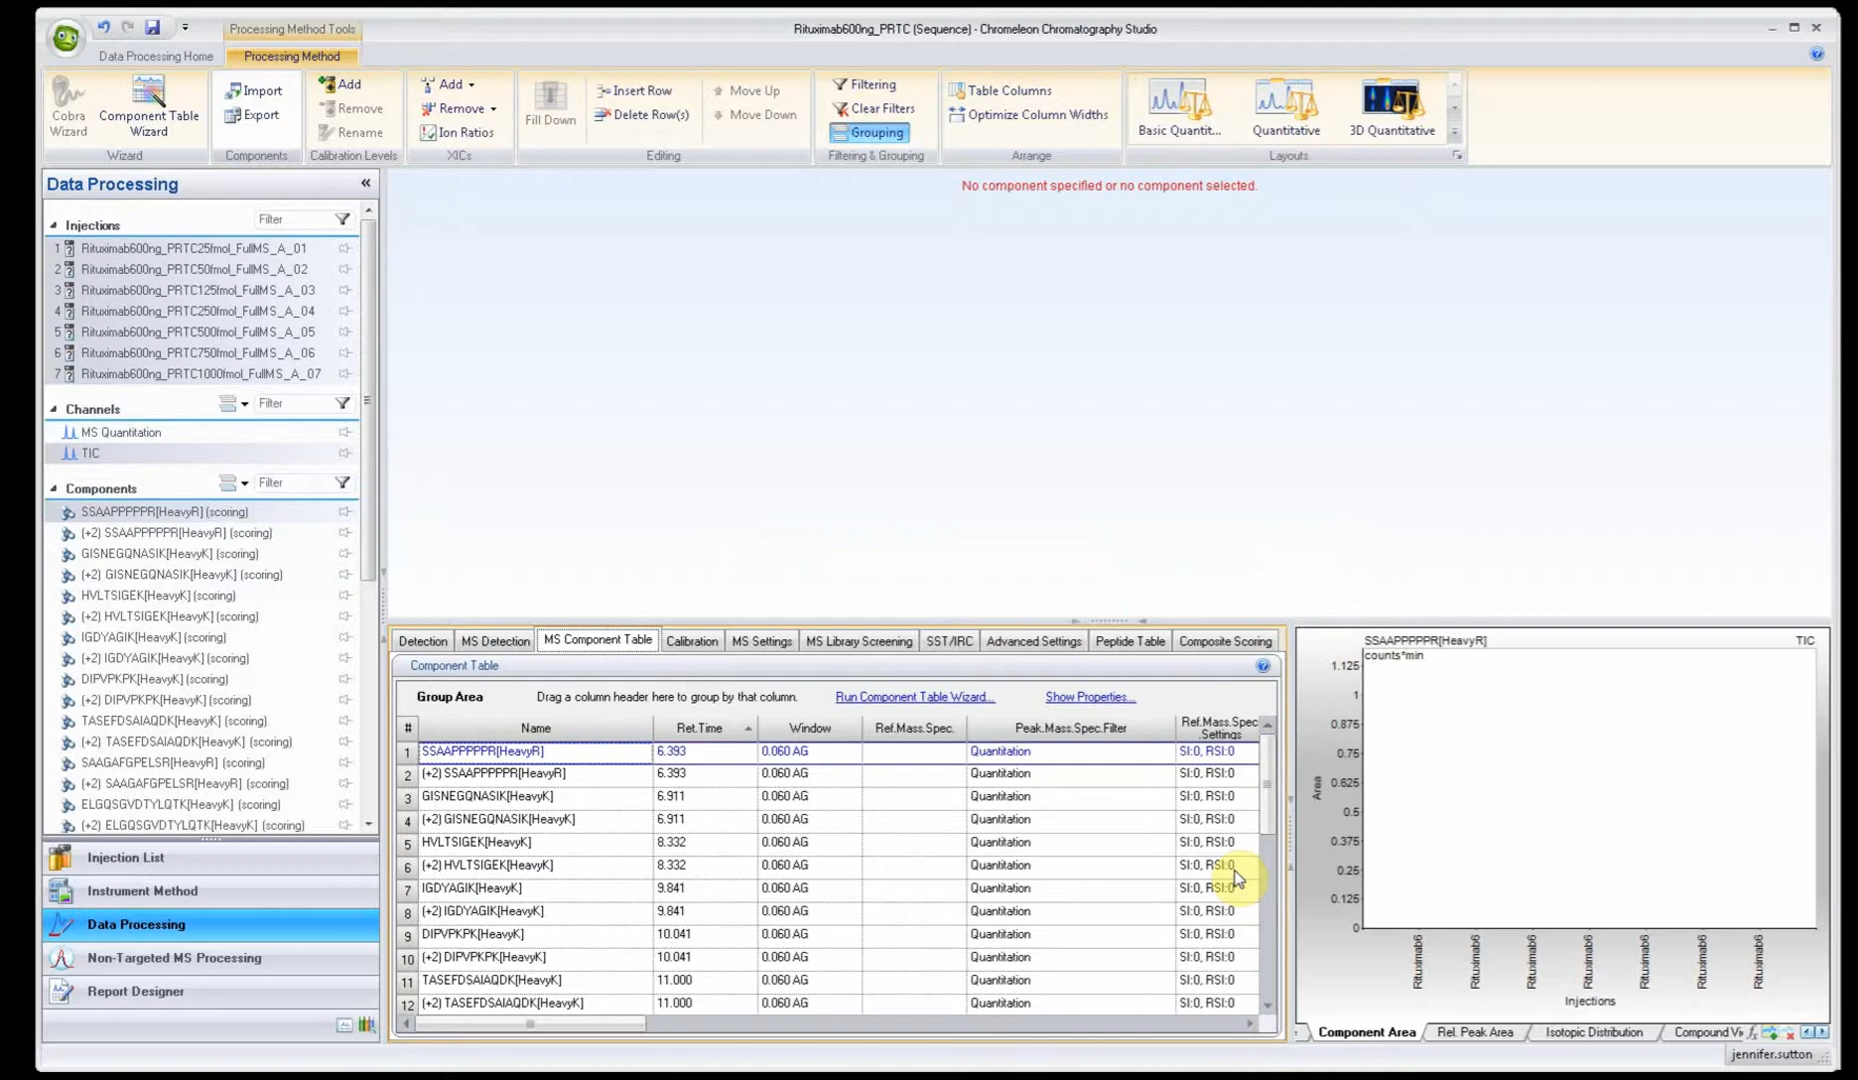 Processing Method Tools
Rituximab600ng_PRTC (Sequence) - Chromeleon Chromatography Studio
Data Processing Home
Processing Method
Cobra Wizard
Component Table Wizard
Wizard
Import
Export
Components
Add
Remove
Rename
Calibration Levels
Add
Remove
Ion Ratios
XICs
Fill Down
Insert Row
Delete Row(s)
Move Up
Move Down
Editing
Filtering
Clear Filters
Grouping
Filtering & Grouping
Table Columns
Optimize Column Widths
Arrange
Basic Quantit...
Quantitative
3D Quantitative
Layouts
Data Processing
No component specified or no component selected.
Injections
Filter
1 Rituximab600ng_PRTC25fmol_FullMS_A_01
2 Rituximab600ng_PRTC50fmol_FullMS_A_02
3 Rituximab600ng_PRTC125fmol_FullMS_A_03
4 Rituximab600ng_PRTC250fmol_FullMS_A_04
5 Rituximab600ng_PRTC500fmol_FullMS_A_05
6 Rituximab600ng_PRTC750fmol_FullMS_A_06
7 Rituximab600ng_PRTC1000fmol_FullMS_A_07
Channels
Filter
MS Quantitation
TIC
Components
Filter
SSAAPPPPPR[HeavyR] (scoring)
(+2) SSAAPPPPPR[HeavyR] (scoring)
GISNEGQNASIK[HeavyK] (scoring)
(+2) GISNEGQNASIK[HeavyK] (scoring)
HVLTSIGEK[HeavyK] (scoring)
(+2) HVLTSIGEK[HeavyK] (scoring)
IGDYAGIK[HeavyK] (scoring)
(+2) IGDYAGIK[HeavyK] (scoring)
DIPVPKPK[HeavyK] (scoring)
(+2) DIPVPKPK[HeavyK] (scoring)
TASEFDSAIAQDK[HeavyK] (scoring)
(+2) TASEFDSAIAQDK[HeavyK] (scoring)
SAAGAFGPELSR[HeavyR] (scoring)
(+2) SAAGAFGPELSR[HeavyR] (scoring)
ELGQSGVDTYLQTK[HeavyK] (scoring)
(+2) ELGQSGVDTYLQTK[HeavyK] (scoring)
Injection List
Instrument Method
Data Processing
Non-Targeted MS Processing
Report Designer
Detection
MS Detection
MS Component Table
Calibration
MS Settings
MS Library Screening
SST/IRC
Advanced Settings
Peptide Table
Composite Scoring
Component Table
Group Area Drag a column header here to group by that column. Run Component Table Wizard... Show Properties...
# Name Ret.Time Window Ref.Mass.Spec. Peak.Mass.Spec.Filter Ref.Mass.Spec .Settings
1 SSAAPPPPPR[HeavyR] 6.393 0.060 AG Quantitation SI:0, RSI:0
2 (+2) SSAAPPPPPR[HeavyR] 6.393 0.060 AG Quantitation SI:0, RSI:0
3 GISNEGQNASIK[HeavyK] 6.911 0.060 AG Quantitation SI:0, RSI:0
4 (+2) GISNEGQNASIK[HeavyK] 6.911 0.060 AG Quantitation SI:0, RSI:0
5 HVLTSIGEK[HeavyK] 8.332 0.060 AG Quantitation SI:0, RSI:0
6 (+2) HVLTSIGEK[HeavyK] 8.332 0.060 AG Quantitation SI:0, RSI:0
7 IGDYAGIK[HeavyK] 9.841 0.060 AG Quantitation SI:0, RSI:0
8 (+2) IGDYAGIK[HeavyK] 9.841 0.060 AG Quantitation SI:0, RSI:0
9 DIPVPKPK[HeavyK] 10.041 0.060 AG Quantitation SI:0, RSI:0
10 (+2) DIPVPKPK[HeavyK] 10.041 0.060 AG Quantitation SI:0, RSI:0
11 TASEFDSAIAQDK[HeavyK] 11.000 0.060 AG Quantitation SI:0, RSI:0
12 (+2) TASEFDSAIAQDK[HeavyK] 11.000 0.060 AG Quantitation SI:0, RSI:0
SSAAPPPPPR[HeavyR] TIC
counts*min
1.125
1
0.875
0.75
0.625
0.5
0.375
0.25
0.125
0
Area
Rituximab6
Rituximab6
Rituximab6
Rituximab6
Rituximab6
Rituximab6
Rituximab6
Injections
Component Area
Rel. Peak Area
Isotopic Distribution
Compound Vi
jennifer.sutton